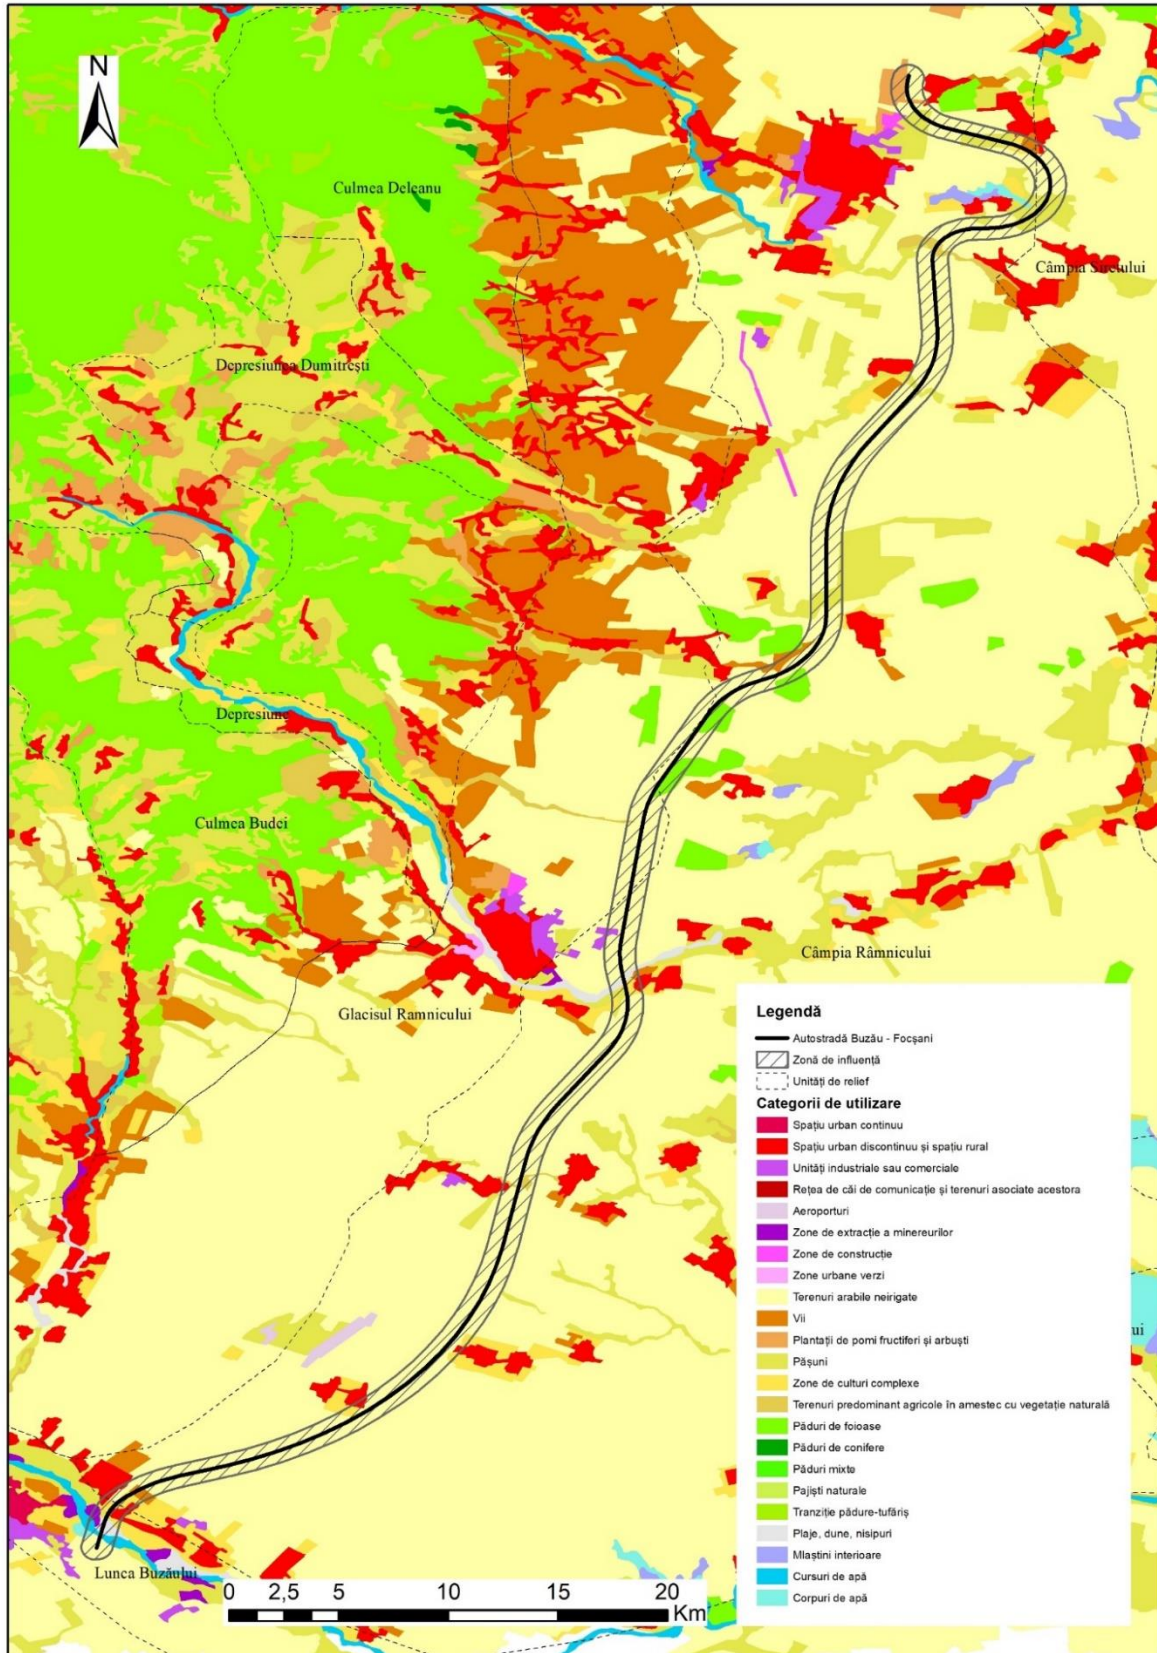 N
Culmea Deleanu
Câmpia Siretului
Depresiunea Dumitrești
Depresiune
Culmea Budei
Câmpia Râmnicului
Glacisul Ramnicului
Legendă
Autostradă Buzău - Focșani
Zonă de influență
Unități de relief
Categorii de utilizare
Spațiu urban continuu
Spațiu urban discontinuu și spațiu rural
Unități industriale sau comerciale
Rețea de căi de comunicație și terenuri asociate acestora
Aeroporturi
Zone de extracție a minereurilor
Zone de construcție
Zone urbane verzi
Terenuri arabile neirigate
Vii
Plantații de pomi fructiferi și arbuști
Pășuni
Zone de culturi complexe
Terenuri predominant agricole în amestec cu vegetație naturală
Păduri de foioase
Păduri de conifere
Păduri mixte
Pajiști naturale
Tranziție pădure-tufăriș
Plaje, dune, nisipuri
Mlaștini interioare
Cursuri de apă
Corpuri de apă
ui
Lunca Buzăului
0 2,5 5 10 15 20
Km